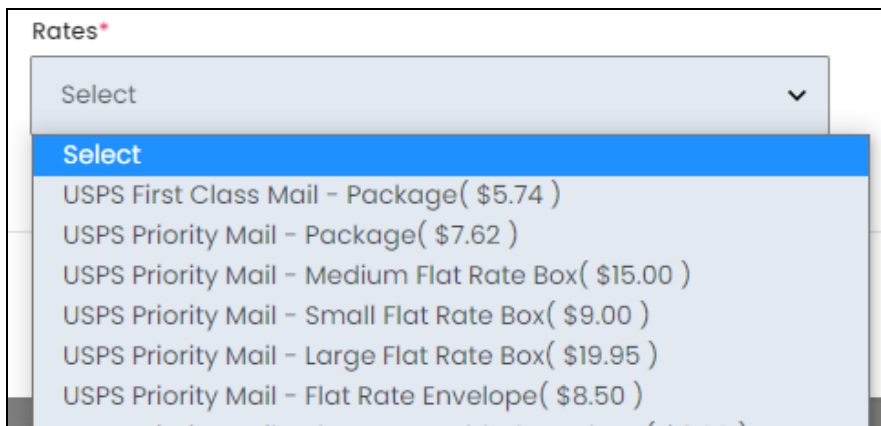 Rates*
Select
Select
USPS First Class Mail - Package( $5.74 )
USPS Priority Mail - Package( $7.62 )
USPS Priority Mail - Medium Flat Rate Box( $15.00 )
USPS Priority Mail - Small Flat Rate Box( $9.00 )
USPS Priority Mail - Large Flat Rate Box( $19.95 )
USPS Priority Mail - Flat Rate Envelope( $8.50 )